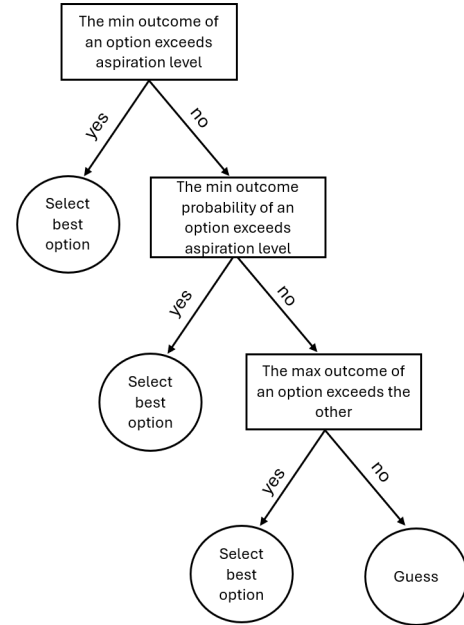 The min outcome of
an option exceeds
aspiration level
yes
no
Select
best
option
The min outcome
probability of an
option exceeds
aspiration level
yes
no
Select
best
option
The max outcome of
an option exceeds the
other
yes
no
Select
best
option
Guess